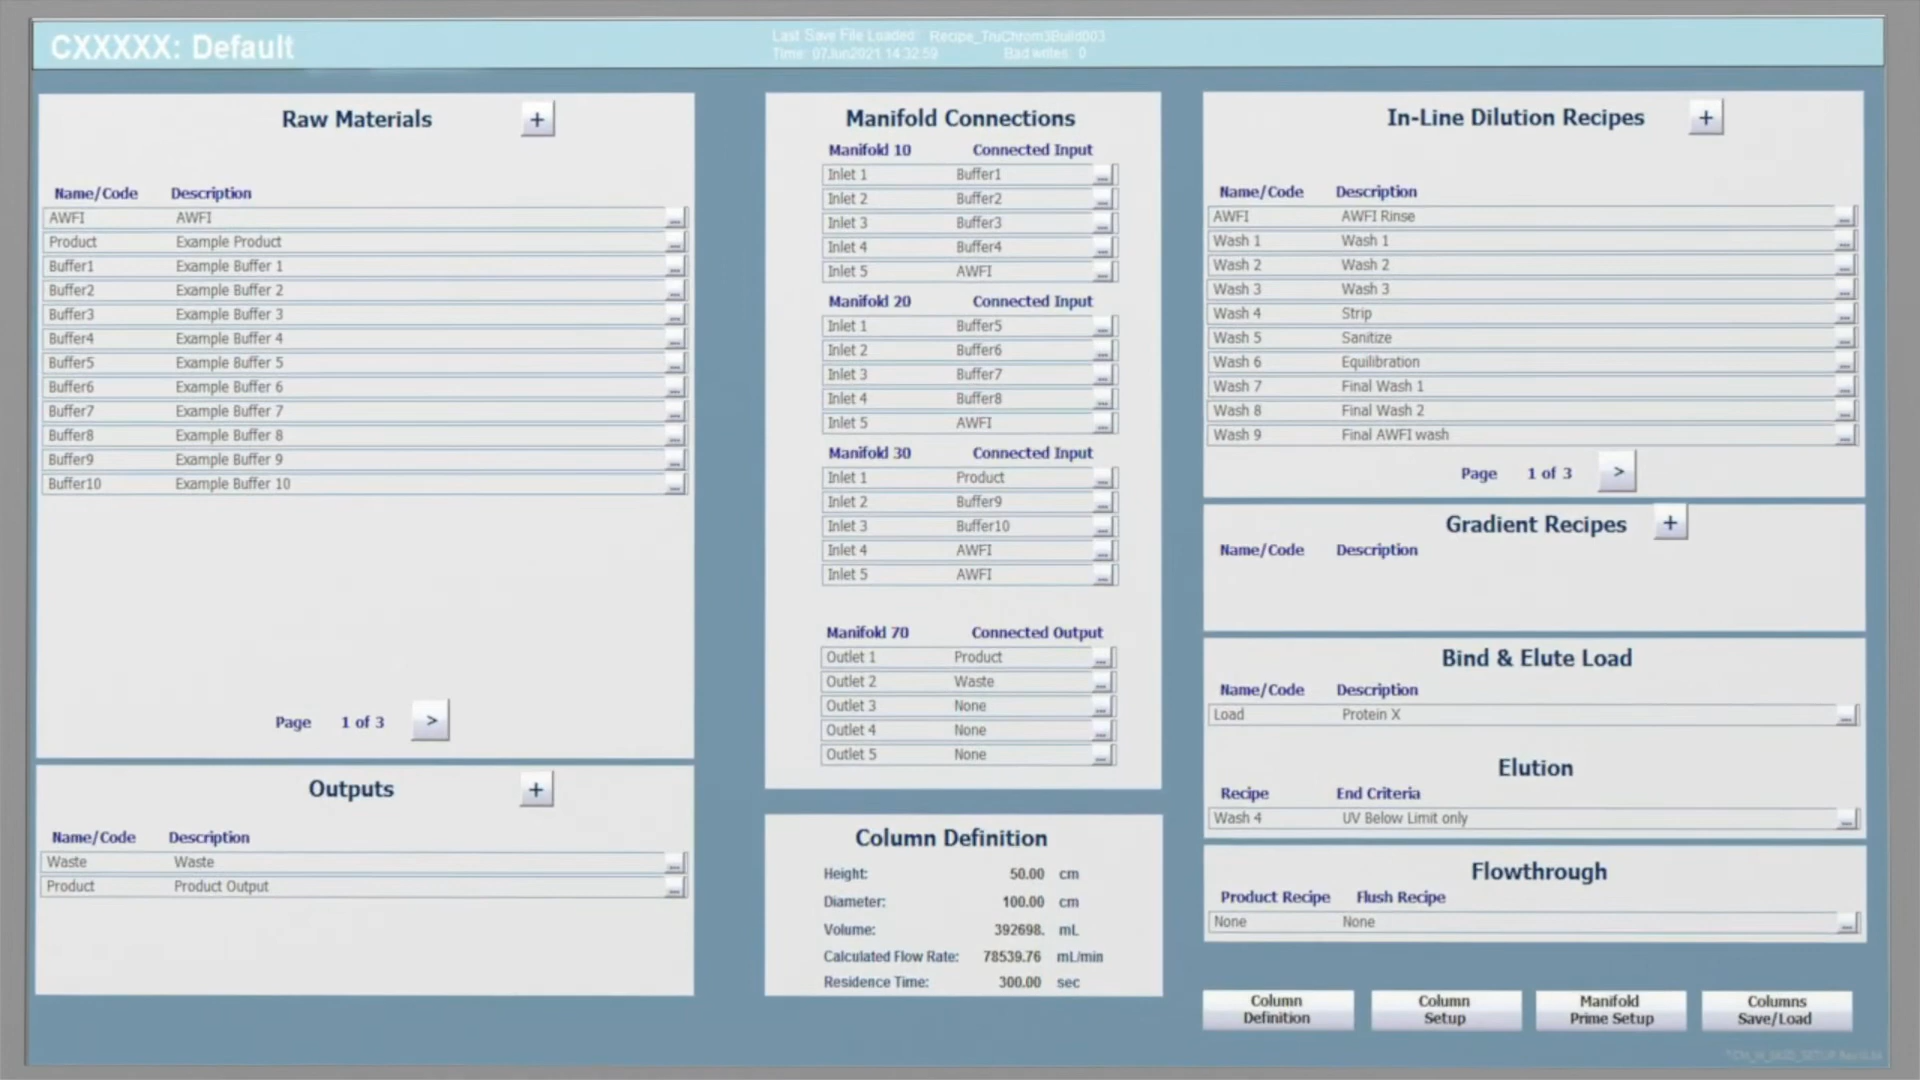 CXXXXX: Default
Last Save File Loaded: Recipe_TruChrom3Build003
Time: 07Jun2021 14:32:59 Bad writes: 0
Raw Materials +
Name/Code Description
AWFI AWFI ...
Product Example Product ...
Buffer1 Example Buffer 1 ...
Buffer2 Example Buffer 2 ...
Buffer3 Example Buffer 3 ...
Buffer4 Example Buffer 4 ...
Buffer5 Example Buffer 5 ...
Buffer6 Example Buffer 6 ...
Buffer7 Example Buffer 7 ...
Buffer8 Example Buffer 8 ...
Buffer9 Example Buffer 9 ...
Buffer10 Example Buffer 10 ...
Page 1 of 3 >
Outputs +
Name/Code Description
Waste Waste ...
Product Product Output ...
Manifold Connections
Manifold 10 Connected Input
Inlet 1 Buffer1 ...
Inlet 2 Buffer2 ...
Inlet 3 Buffer3 ...
Inlet 4 Buffer4 ...
Inlet 5 AWFI ...
Manifold 20 Connected Input
Inlet 1 Buffer5 ...
Inlet 2 Buffer6 ...
Inlet 3 Buffer7 ...
Inlet 4 Buffer8 ...
Inlet 5 AWFI ...
Manifold 30 Connected Input
Inlet 1 Product ...
Inlet 2 Buffer9 ...
Inlet 3 Buffer10 ...
Inlet 4 AWFI ...
Inlet 5 AWFI ...
Manifold 70 Connected Output
Outlet 1 Product ...
Outlet 2 Waste ...
Outlet 3 None ...
Outlet 4 None ...
Outlet 5 None ...
Column Definition
Height: 50.00 cm
Diameter: 100.00 cm
Volume: 392698. mL
Calculated Flow Rate: 78539.76 mL/min
Residence Time: 300.00 sec
In-Line Dilution Recipes +
Name/Code Description
AWFI AWFI Rinse ...
Wash 1 Wash 1 ...
Wash 2 Wash 2 ...
Wash 3 Wash 3 ...
Wash 4 Strip ...
Wash 5 Sanitize ...
Wash 6 Equilibration ...
Wash 7 Final Wash 1 ...
Wash 8 Final Wash 2 ...
Wash 9 Final AWFI wash ...
Page 1 of 3 >
Gradient Recipes +
Name/Code Description
Bind & Elute Load
Name/Code Description
Load Protein X ...
Elution
Recipe End Criteria
Wash 4 UV Below Limit only ...
Flowthrough
Product Recipe Flush Recipe
None None ...
Column Definition
Column Setup
Manifold Prime Setup
Columns Save/Load